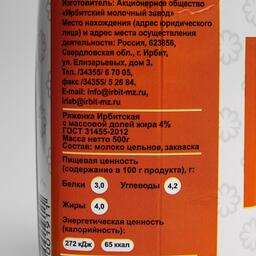 Изготовитель: Акционерное общество
«Ирбитский молочный завод»
Место нахождения (адрес юридического
лица) и адрес места осуществления
деятельности: Россия, 623856,
Свердловская обл., г. Ирбит,
ул. Елизарьевых, дом 3.
Тел. /34355/ 6 70 05,
факс /34355/ 5 26 84.
E-mail: info@irbit-mz.ru,
irlab@irbit-mz.ru
Ряженка Ирбитская
с массовой долей жира 4%
ГОСТ 31455-2012
Масса нетто 500г
Состав: молоко цельное, закваска
Пищевая ценность
(содержание в 100 г продукта), г:
Белки 3,0 Углеводы 4,2
Жиры 4,0
Энергетическая ценность
(калорийность):
272 кДж 65 ккал